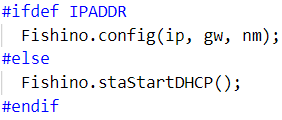 #ifdef IPADDR
  Fishino.config(ip, gw, nm);
#else
  Fishino.staStartDHCP();
#endif